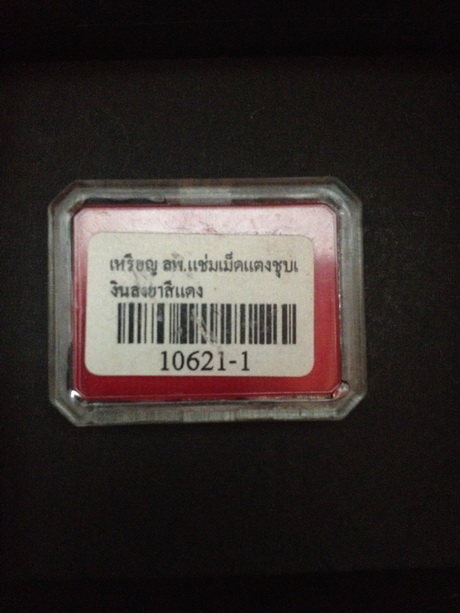 เหรียญ ลพ.แช่มเม็ดแตงชุบเ
งินลงยาสีแดง
10621-1